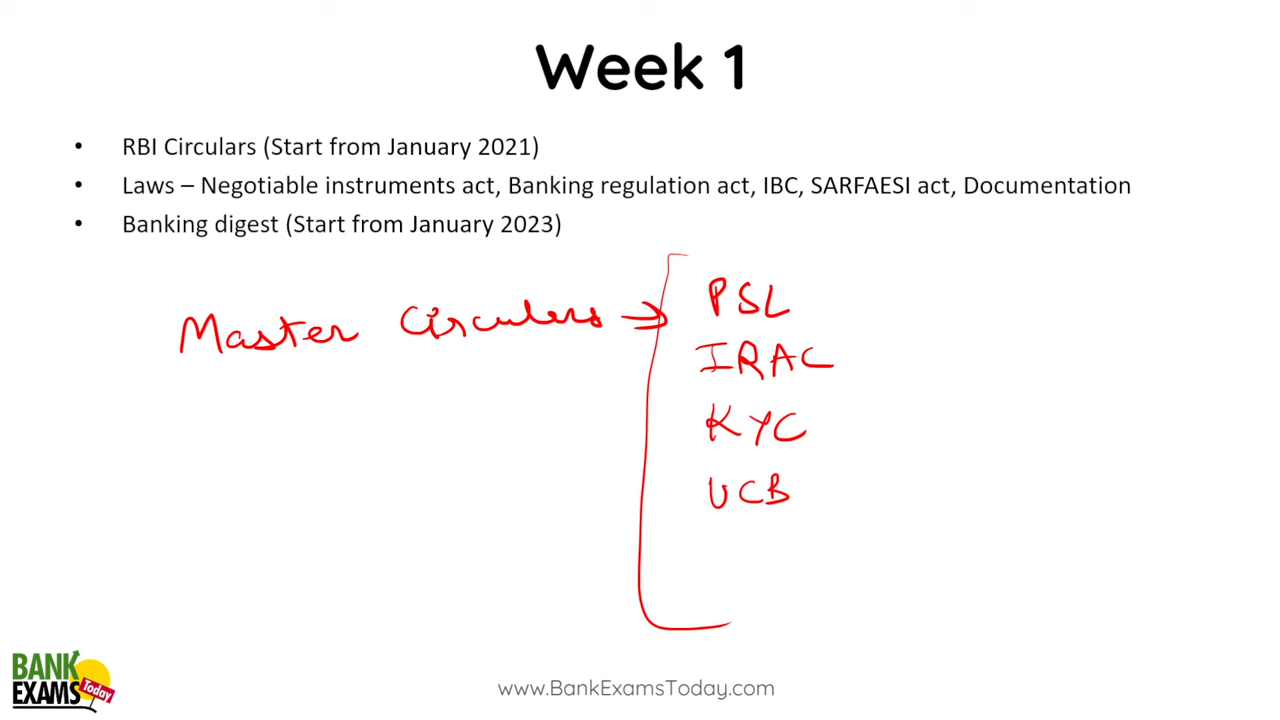 Week 1
• RBI Circulars (Start from January 2021)
• Laws – Negotiable instruments act, Banking regulation act, IBC, SARFAESI act, Documentation
• Banking digest (Start from January 2023)
Master Circulers → PSL
IRAC
KYC
UCB
BANK
EXAMS Today
www.BankExamsToday.com